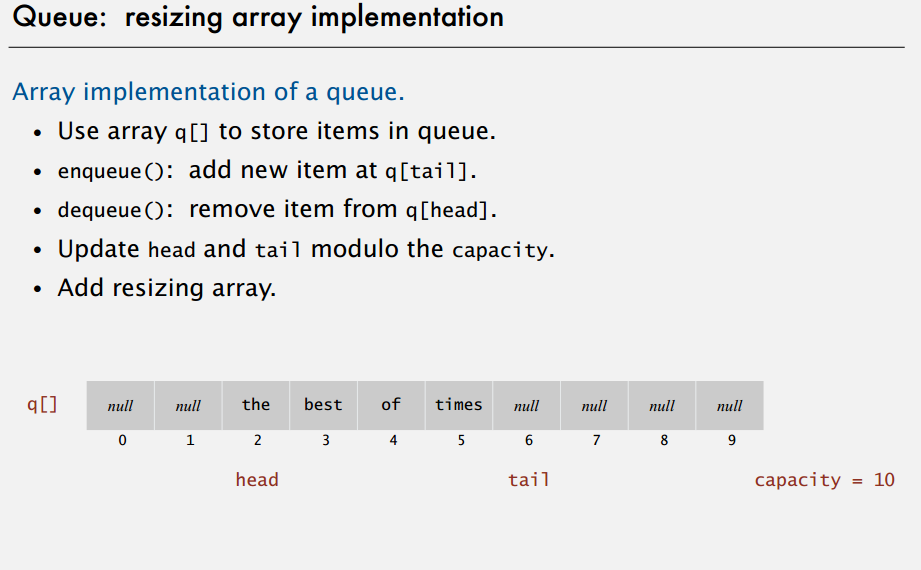 Queue: resizing array implementation
Array implementation of a queue.
• Use array q[] to store items in queue.
• enqueue(): add new item at q[tail].
• dequeue(): remove item from q[head].
• Update head and tail modulo the capacity.
• Add resizing array.
q[] null null the best of times null null null null
0 1 2 3 4 5 6 7 8 9
head tail capacity = 10